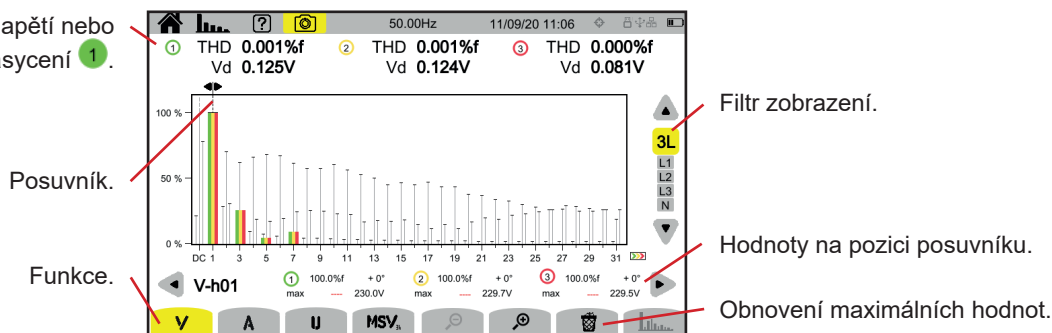 apětí nebo
sycení 1.
50.00Hz 11/09/20 11:06
1 THD 0.001%f 2 THD 0.001%f 3 THD 0.000%f
Vd 0.125V Vd 0.124V Vd 0.081V
Filtr zobrazení.
100 %
3L
L1
L2
L3
N
50 %
Posuvník.
0 %
DC 1 3 5 7 9 11 13 15 17 19 21 23 25 27 29 31
Hodnoty na pozici posuvníku.
Funkce.
V-h01 1 100.0%f + 0° 2 100.0%f + 0° 3 100.0%f + 0°
max ---- 230.0V max ---- 229.7V max ---- 229.5V
Obnovení maximálních hodnot.
V A U MSV